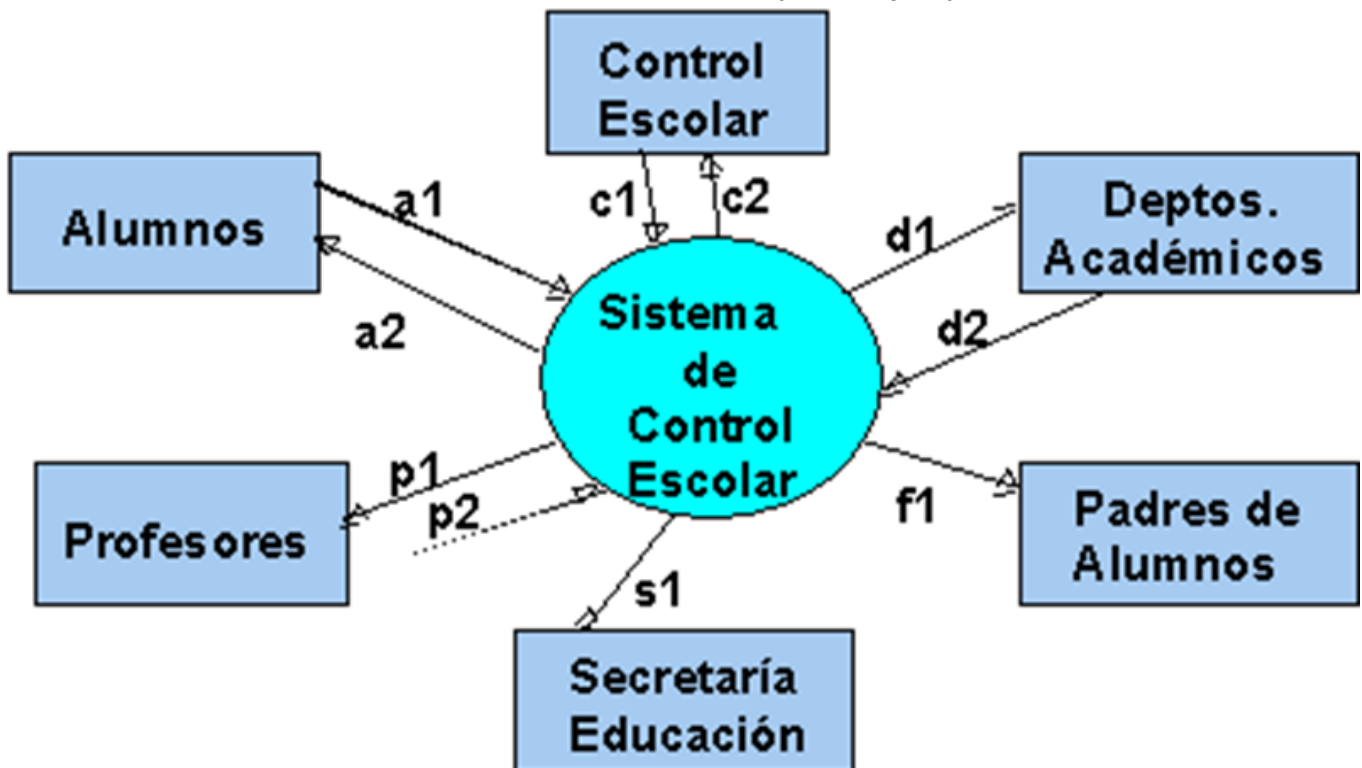 Control
Escolar
Alumnos
a1
c1
c2
d1
Deptos.
Académicos
a2
Sistema
de
Control
Escolar
d2
Profesores
p1
p2
s1
f1
Padres de
Alumnos
Secretaría
Educación